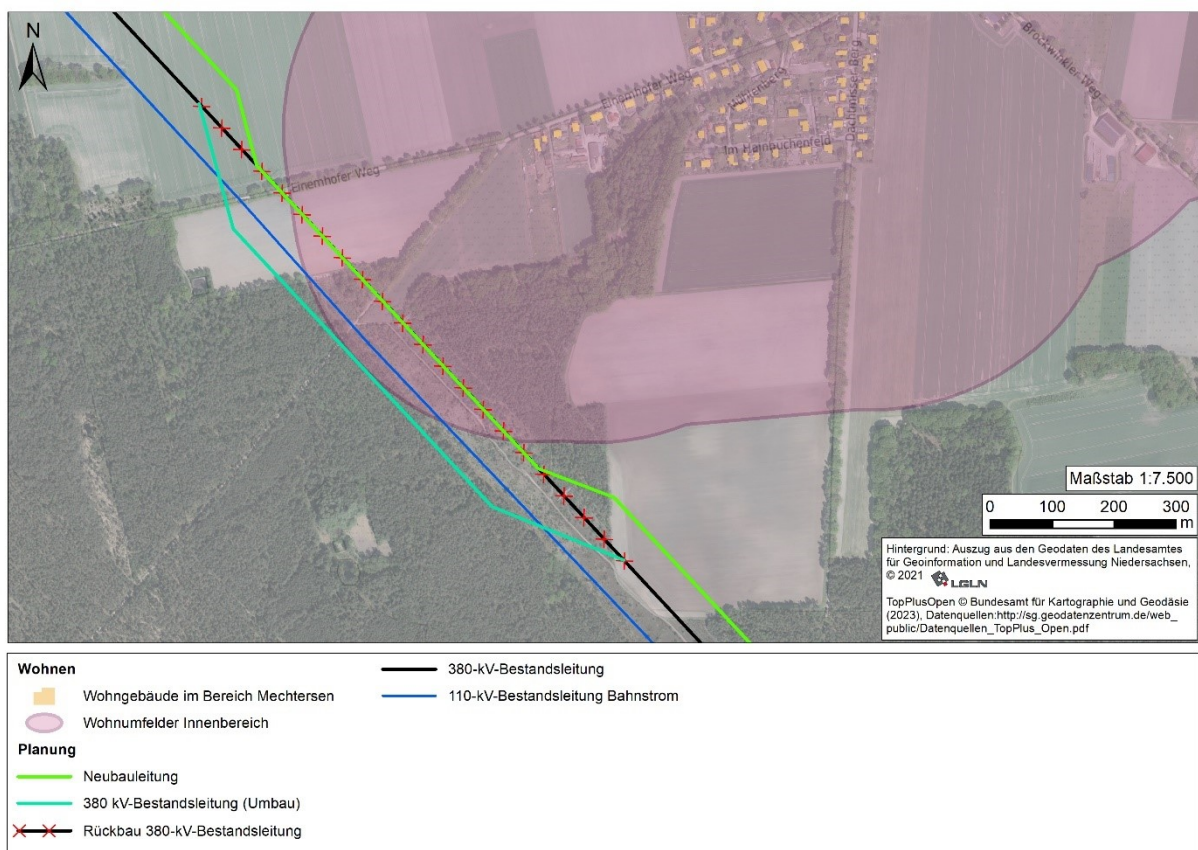 N
Einemhofer Weg
Mühlenberg
Dachtmisser Berg
Brockwinkler Weg
Im Hainbuchenfeld
Einemhofer Weg
Maßstab 1:7.500
0 100 200 300
m
Hintergrund: Auszug aus den Geodaten des Landesamtes
für Geoinformation und Landesvermessung Niedersachsen,
© 2021 LGLN
TopPlusOpen © Bundesamt für Kartographie und Geodäsie
(2023), Datenquellen:http://sg.geodatenzentrum.de/web_
public/Datenquellen_TopPlus_Open.pdf
Wohnen
Wohngebäude im Bereich Mechtersen
Wohnumfelder Innenbereich
Planung
Neubauleitung
380 kV-Bestandsleitung (Umbau)
Rückbau 380-kV-Bestandsleitung
380-kV-Bestandsleitung
110-kV-Bestandsleitung Bahnstrom